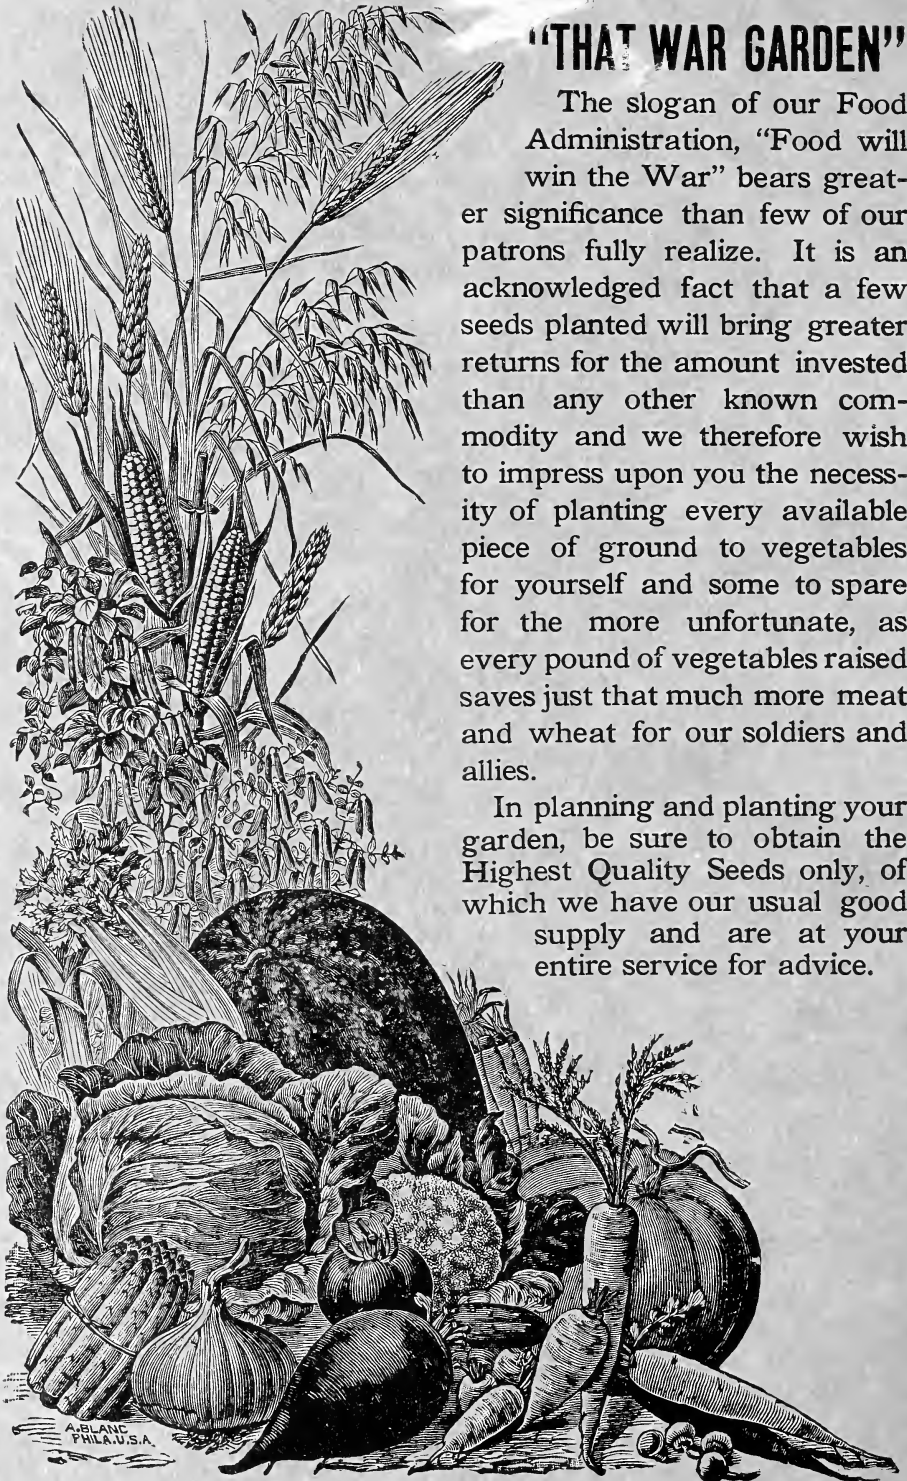 "THAT WAR GARDEN"
The slogan of our Food
Administration, "Food will
win the War" bears great-
er significance than few of our
patrons fully realize. It is an
acknowledged fact that a few
seeds planted will bring greater
returns for the amount invested
than any other known com-
modity and we therefore wish
to impress upon you the necess-
ity of planting every available
piece of ground to vegetables
for yourself and some to spare
for the more unfortunate, as
every pound of vegetables raised
saves just that much more meat
and wheat for our soldiers and
allies.
In planning and planting your
garden, be sure to obtain the
Highest Quality Seeds only, of
which we have our usual good
supply and are at your
entire service for advice.
A.BLANC
PHILA.U.S.A.